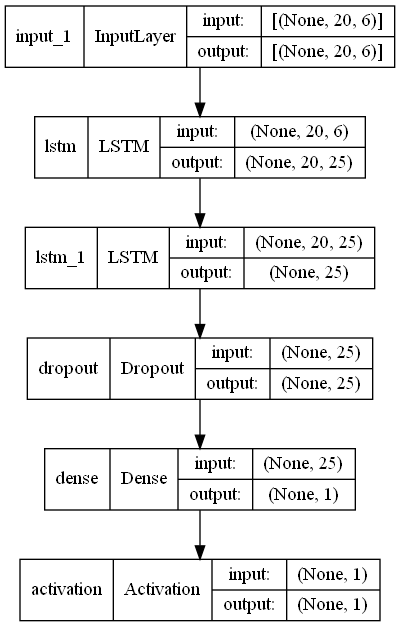 input_1 InputLayer input: [(None, 20, 6)]
output: [(None, 20, 6)]
lstm LSTM input: (None, 20, 6)
output: (None, 20, 25)
lstm_1 LSTM input: (None, 20, 25)
output: (None, 25)
dropout Dropout input: (None, 25)
output: (None, 25)
dense Dense input: (None, 25)
output: (None, 1)
activation Activation input: (None, 1)
output: (None, 1)